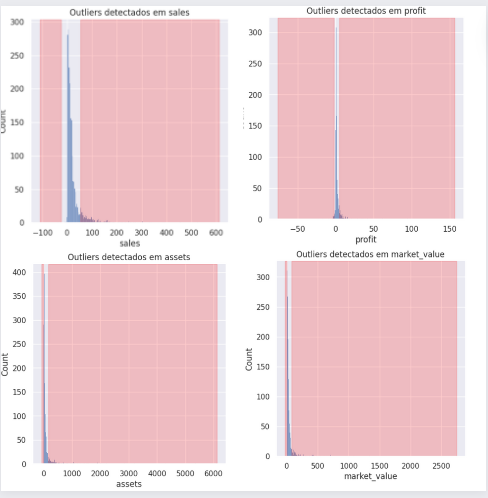 Outliers detectados em sales
300
250
200
150
100
50
0
Count
−100 0 100 200 300 400 500 600
sales
Outliers detectados em profit
300
250
200
150
100
50
0
−50 0 50 100 150
profit
Outliers detectados em assets
400
350
300
250
200
150
100
50
0
Count
0 1000 2000 3000 4000 5000 6000
assets
Outliers detectados em market_value
300
250
200
150
100
50
0
Count
0 500 1000 1500 2000 2500
market_value